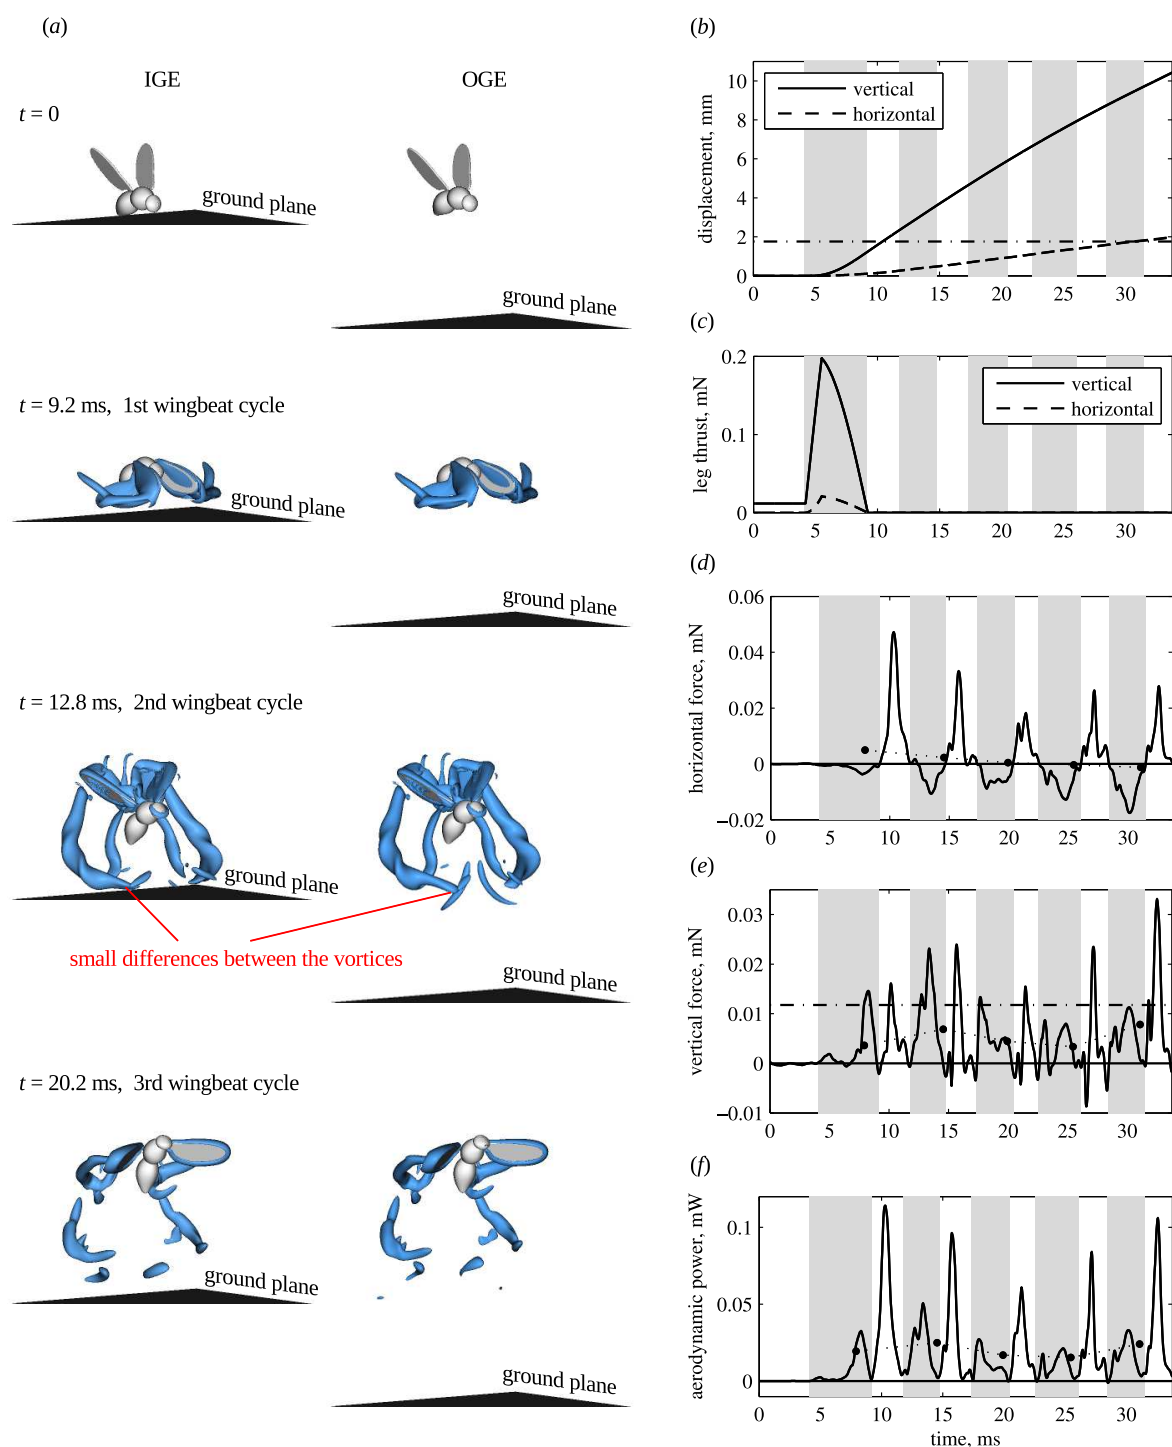 (a)
IGE OGE
t = 0
ground plane
ground plane
t = 9.2 ms, 1st wingbeat cycle
ground plane
ground plane
t = 12.8 ms, 2nd wingbeat cycle
ground plane
small differences between the vortices
ground plane
t = 20.2 ms, 3rd wingbeat cycle
ground plane
ground plane
(b)
displacement, mm
10
8
6
4
2
0
vertical
horizontal
0 5 10 15 20 25 30
(c)
leg thrust, mN
0.2
0.1
0
vertical
horizontal
0 5 10 15 20 25 30
(d)
horizontal force, mN
0.06
0.04
0.02
0
−0.02
0 5 10 15 20 25 30
(e)
vertical force, mN
0.03
0.02
0.01
0
−0.01
0 5 10 15 20 25 30
(f)
aerodynamic power, mW
0.1
0.05
0
0 5 10 15 20 25 30
time, ms